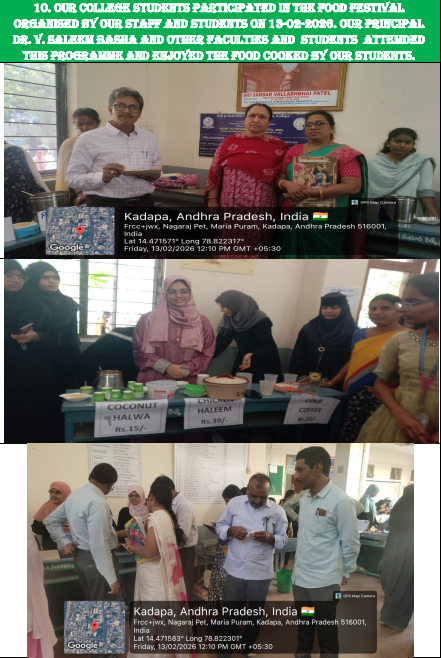 10. OUR COLLEGE STUDENTS PARTICIPATED IN THE FOOD FESTIVAL
ORGANISED BY OUR STAFF AND STUDENTS ON 13-02-2026. OUR PRINCIPAL
DR. V. SALEEM BASHA AND OTHER FACULTIES AND STUDENTS ATTENDED
THIS PROGRAMME AND ENJOYED THE FOOD COOKED BY OUR STUDENTS.
SRI SARDAR VALLABHBHAI PATEL
GPS Map Camera
Kadapa, Andhra Pradesh, India
Frcc+jwx, Nagaraj Pet, Maria Puram, Kadapa, Andhra Pradesh 516001,
India
Lat 14.471571° Long 78.822317°
Friday, 13/02/2026 12:10 PM GMT +05:30
Google
COCONUT
HALWA
Rs.15/-
CHICKEN
HALEEM
Rs.39/-
COLD
COFFEE
GPS Map Camera
Kadapa, Andhra Pradesh, India
Frcc+jwx, Nagaraj Pet, Maria Puram, Kadapa, Andhra Pradesh 516001,
India
Lat 14.471583° Long 78.822301°
Friday, 13/02/2026 12:10 PM GMT +05:30
Google